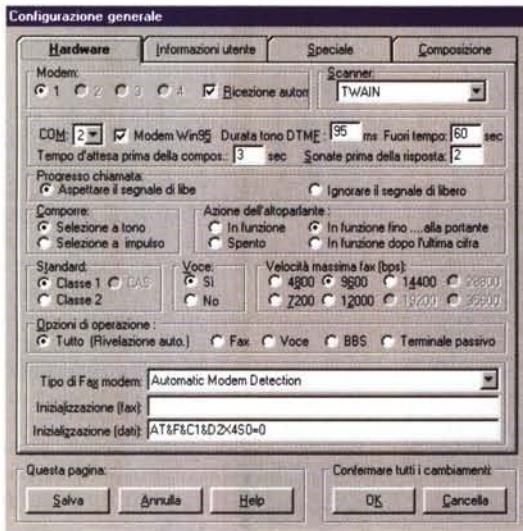 Configurazione generale
Hardware Informazioni utente Speciale Composizione
Modem: Scanner:
1 2 3 4 Ricezione autom TWAIN
COM: 2 Modem Win95 Durata tono DTMF: 95 ms Fuori tempo: 60 sec
Tempo d'attesa prima della compos.: 3 sec Sonate prima della risposta: 2
Progresso chiamata:
Aspettare il segnale di libe Ignorare il segnale di libero
Comporre: Azione dell'altoparlante :
Selezione a tono In funzione In funzione fino ....alla portante
Selezione a impulso Spento In funzione dopo l'ultima cifra
Standard: Voce: Velocità massima fax (bps):
Classe 1 CAS Sì 4800 9600 14400 28800
Classe 2 No 7200 12000 19200 33600
Opzioni di operazione :
Tutto (Rivelazione auto.) Fax Voce BBS Terminale passivo
Tipo di Fax modem: Automatic Modem Detection
Inizializzazione (fax):
Inizializzazione (dati): AT&F&C1&D2X4S0=0
Questa pagina: Confermare tutti i cambiamenti:
Salva Annulla Help OK Cancella